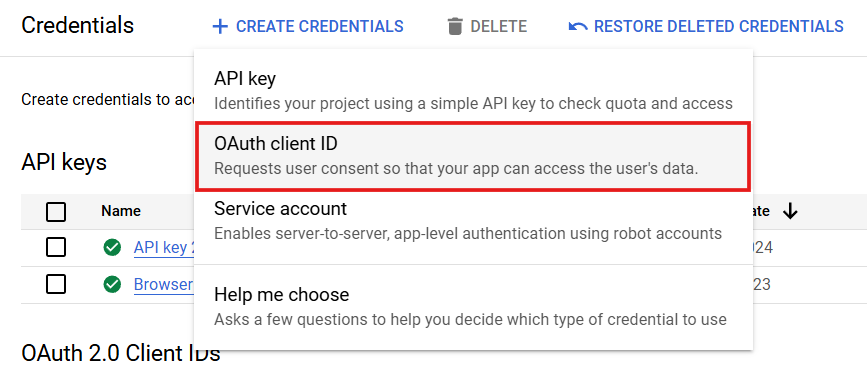 Credentials
CREATE CREDENTIALS
DELETE
RESTORE DELETED CREDENTIALS
API key
Identifies your project using a simple API key to check quota and access
Create credentials to acc
OAuth client ID
Requests user consent so that your app can access the user's data.
API keys
Service account
Enables server-to-server, app-level authentication using robot accounts
Name
ate
API key 2
024
Browser
23
Help me choose
Asks a few questions to help you decide which type of credential to use
OAuth 2.0 Client IDs